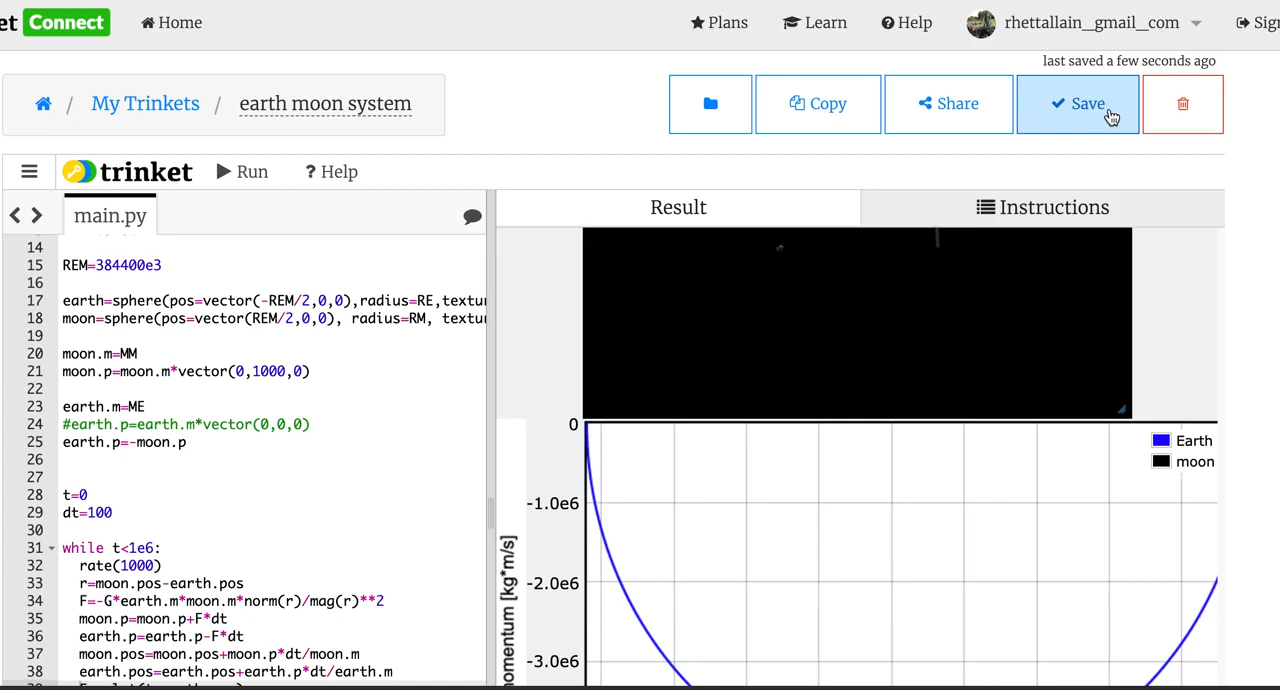 et Connect Home Plans Learn Help rhettallain_gmail_com Sign
last saved a few seconds ago
/ My Trinkets / earth moon system Copy Share Save
trinket Run ? Help
main.py Result Instructions
14
15 REM=384400e3
16
17 earth=sphere(pos=vector(-REM/2,0,0),radius=RE,textu
18 moon=sphere(pos=vector(REM/2,0,0), radius=RM, textu
19
20 moon.m=MM
21 moon.p=moon.m*vector(0,1000,0)
22
23 earth.m=ME
24 #earth.p=earth.m*vector(0,0,0)
25 earth.p=-moon.p
26
27
28 t=0
29 dt=100
30
31 while t<1e6:
32 rate(1000)
33 r=moon.pos-earth.pos
34 F=-G*earth.m*moon.m*norm(r)/mag(r)**2
35 moon.p=moon.p+F*dt
36 earth.p=earth.p-F*dt
37 moon.pos=moon.pos+moon.p*dt/moon.m
38 earth.pos=earth.pos+earth.p*dt/earth.m
0
-1.0e6
-2.0e6
-3.0e6
omentum [kg*m/s]
Earth
moon